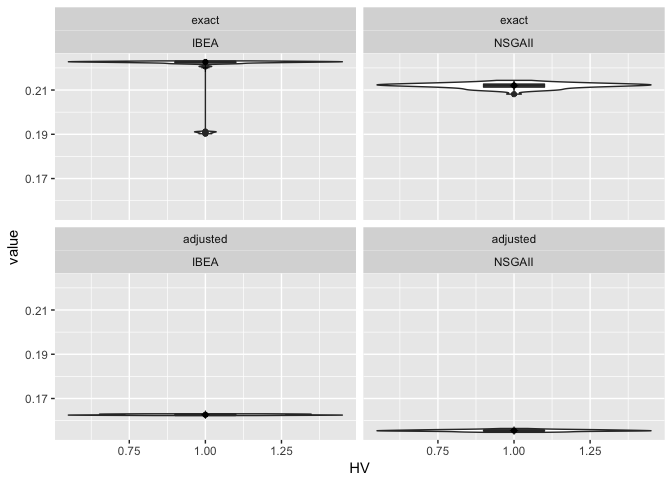 exact
exact
IBEA
NSGAII
0.21
0.19
0.17
value
adjusted
adjusted
IBEA
NSGAII
0.21
0.19
0.17
0.75
1.00
1.25
0.75
1.00
1.25
HV